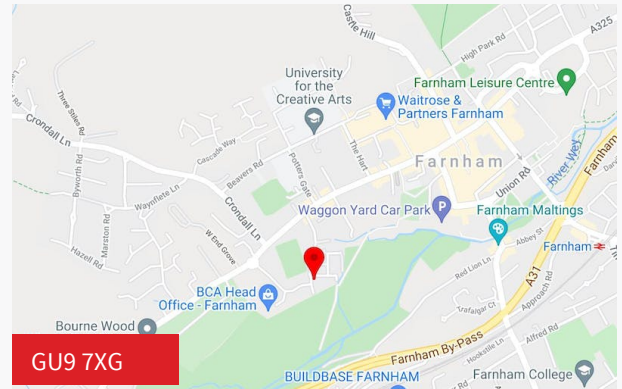 Castle Hill
A325
High Park Rd
University
for the
Creative Arts
Farnham Leisure Centre
Waitrose &
Partners Farnham
Three Stiles Rd
Crondall Ln
Cascade Way
Beavers Rd
Potters Gate
The Hart
Farnham
River Wey
Farnham
Union Rd
Byworth Rd
Waynflete Ln
Crondall Ln
Waggon Yard Car Park
P
Farnham Maltings
Marston Rd
Hazell Rd
W End Grove
Abbey St
Farnham
Red Lion Ln
A31
BCA Head
Office - Farnham
Approach Rd
Trafalgar Ct
Bourne Wood
Alfred Rd
Farnham By-Pass
Hookstile Ln
GU9 7XG
BUILDBASE FARNHAM
Farnham College